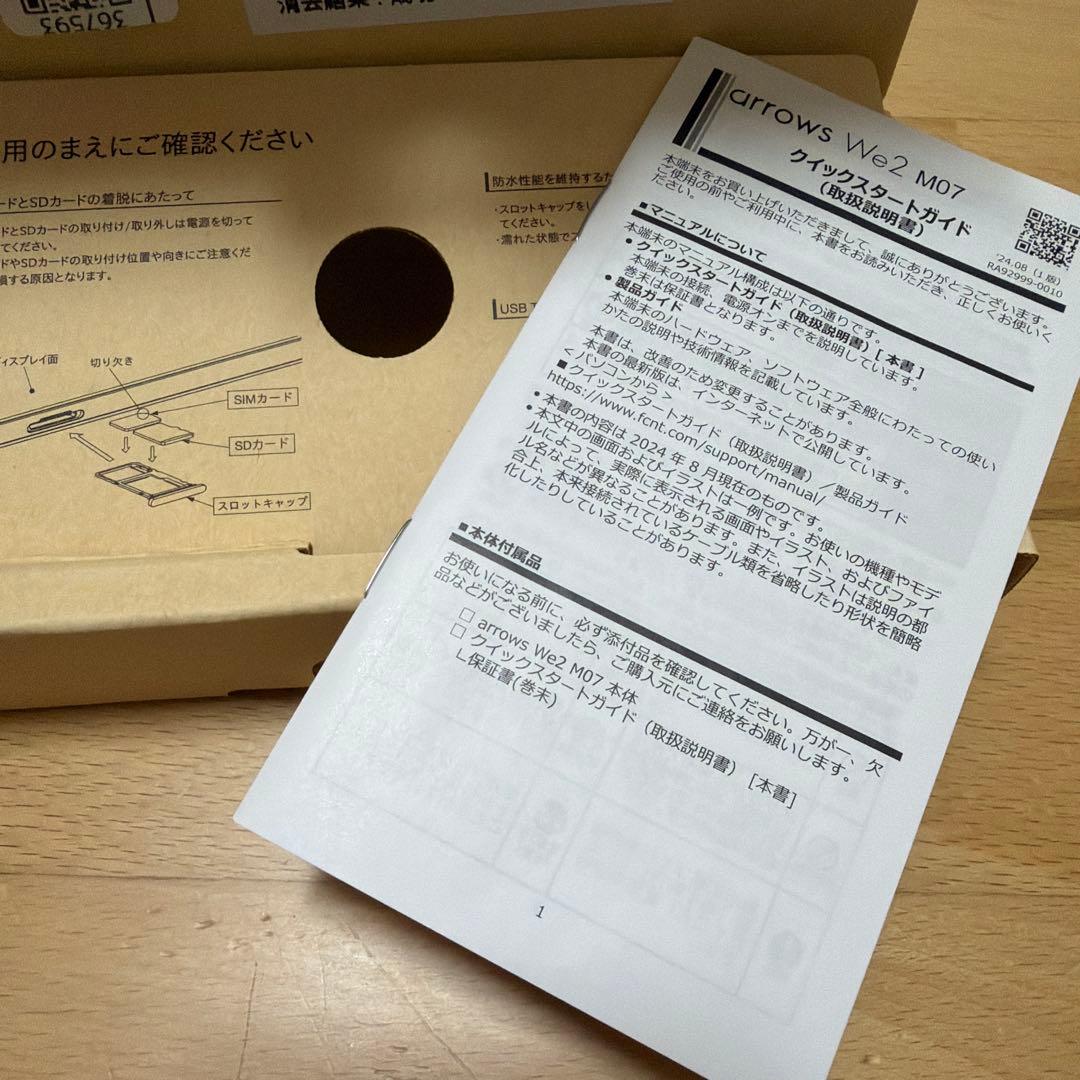 367593
消去結果：成功
用のまえにご確認ください
ードとSDカードの着脱にあたって
ードとSDカードの取り付け/取り外しは電源を切って
てください。
ードやSDカードの取り付け位置や向きにご注意くだ
損する原因となります。
ディスプレイ面
切り欠き
SIMカード
SDカード
スロットキャップ
防水性能を維持するた
・スロットキャップをし
てください。
・濡れた状態で
USB T
arrows We2 M07
クイックスタートガイド
(取扱説明書)
'24.08 (1版)
RA92999-0010
本端末をお買い上げいただきまして、誠にありがとうございます。
ご使用の前やご利用中に、本書をお読みいただき、正しくお使いく
ださい。
■マニュアルについて
本端末のマニュアル構成は以下の通りです。
• クイックスタートガイド（取扱説明書）[ 本書 ]
本端末の接続、電源オンまでを説明しています。
巻末は保証書となります。
• 製品ガイド
本端末のハードウェア、ソフトウェア全般にわたっての使い
かたの説明や技術情報を記載しています。
本書は、改善のため変更することがあります。
本書の最新版は、インターネットで公開しています。
＜パソコンから＞
■クイックスタートガイド（取扱説明書）／製品ガイド
https://www.fcnt.com/support/manual/
• 本書の内容は 2024 年 8 月現在のものです。
• 本文中の画面およびイラストは一例です。お使いの機種やモデ
ルによって、実際に表示される画面やイラスト、およびファイ
ル名などが異なることがあります。また、イラストは説明の都
合上、本来接続されているケーブル類を省略したり形状を簡略
化したりしていることがあります。
■本体付属品
お使いになる前に、必ず添付品を確認してください。万が一、欠
品などがございましたら、ご購入元にご連絡をお願いします。
□ arrows We2 M07 本体
□ クイックスタートガイド（取扱説明書） [本書]
└保証書(巻末)
1